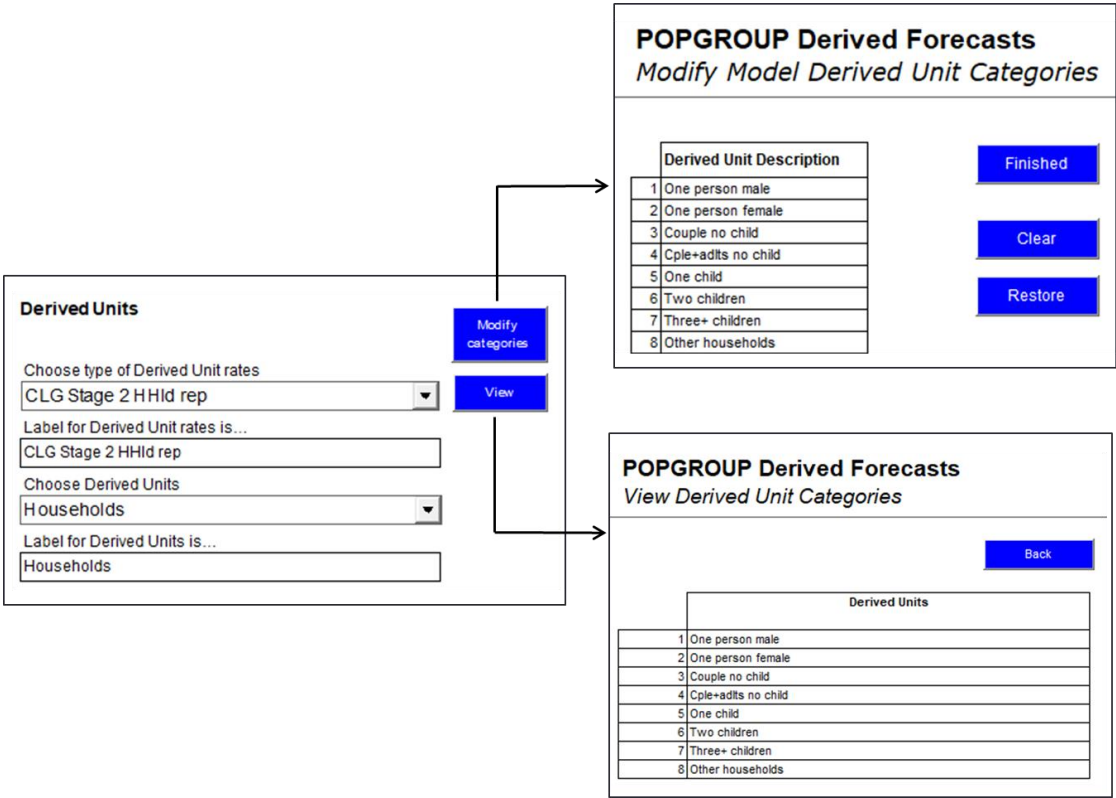 POPGROUP Derived Forecasts
Modify Model Derived Unit Categories
Derived Unit Description
1 One person male
2 One person female
3 Couple no child
4 Cple+adlts no child
5 One child
6 Two children
7 Three+ children
8 Other households
Finished
Clear
Restore
Derived Units
Modify
categories
View
Choose type of Derived Unit rates
CLG Stage 2 HHld rep
Label for Derived Unit rates is...
CLG Stage 2 HHld rep
Choose Derived Units
Households
Label for Derived Units is...
Households
POPGROUP Derived Forecasts
View Derived Unit Categories
Back
Derived Units
1 One person male
2 One person female
3 Couple no child
4 Cple+adlts no child
5 One child
6 Two children
7 Three+ children
8 Other households